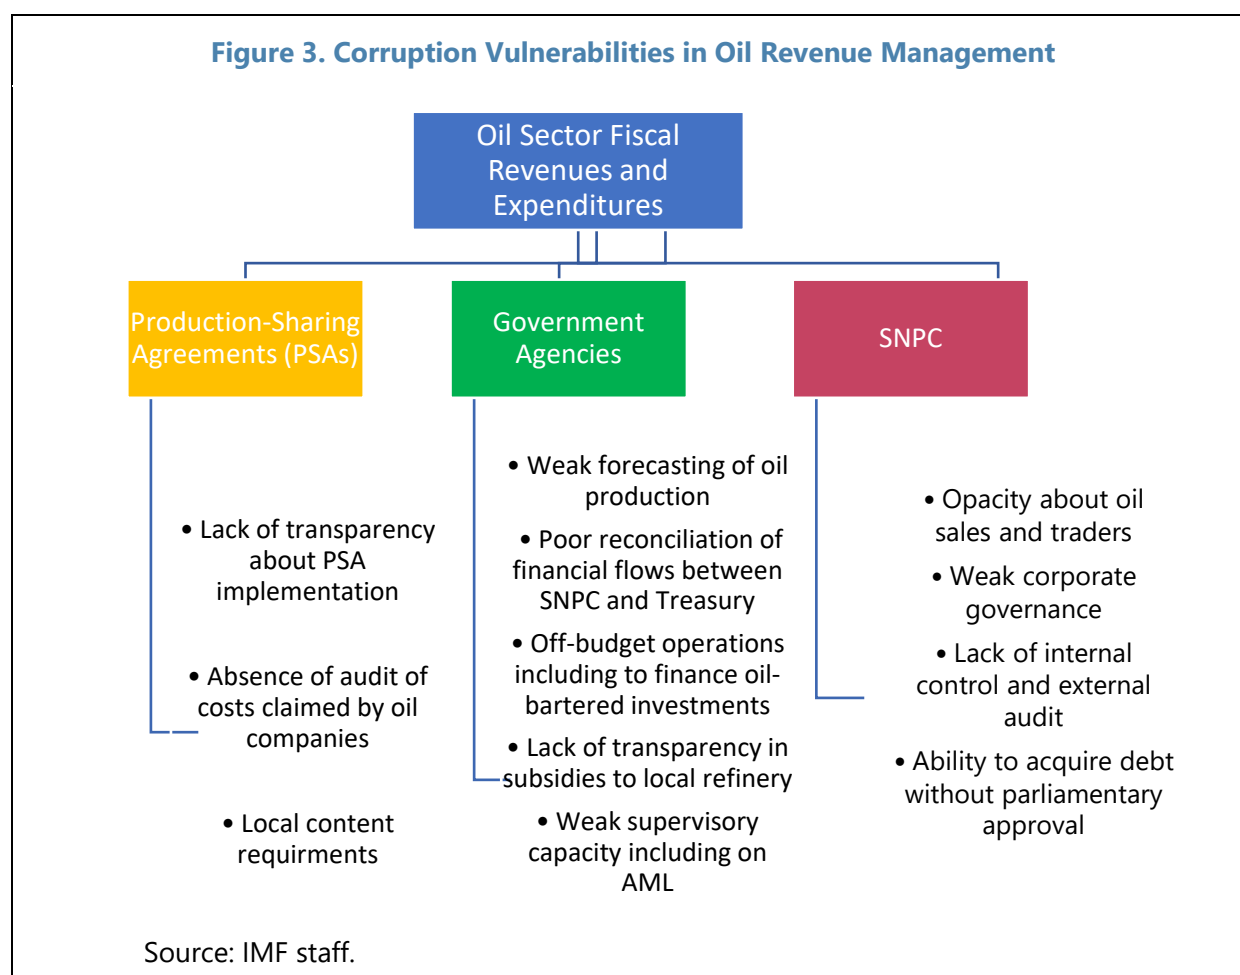 Figure 3. Corruption Vulnerabilities in Oil Revenue Management
Oil Sector Fiscal
Revenues and
Expenditures
Production-Sharing
Agreements (PSAs)
Government
Agencies
SNPC
• Lack of transparency
about PSA
implementation
• Absence of audit of
costs claimed by oil
companies
• Local content
requirments
• Weak forecasting of oil
production
• Poor reconciliation of
financial flows between
SNPC and Treasury
• Off-budget operations
including to finance oil-
bartered investments
• Lack of transparency in
subsidies to local refinery
• Weak supervisory
capacity including on
AML
• Opacity about oil
sales and traders
• Weak corporate
governance
• Lack of internal
control and external
audit
• Ability to acquire debt
without parliamentary
approval
Source: IMF staff.